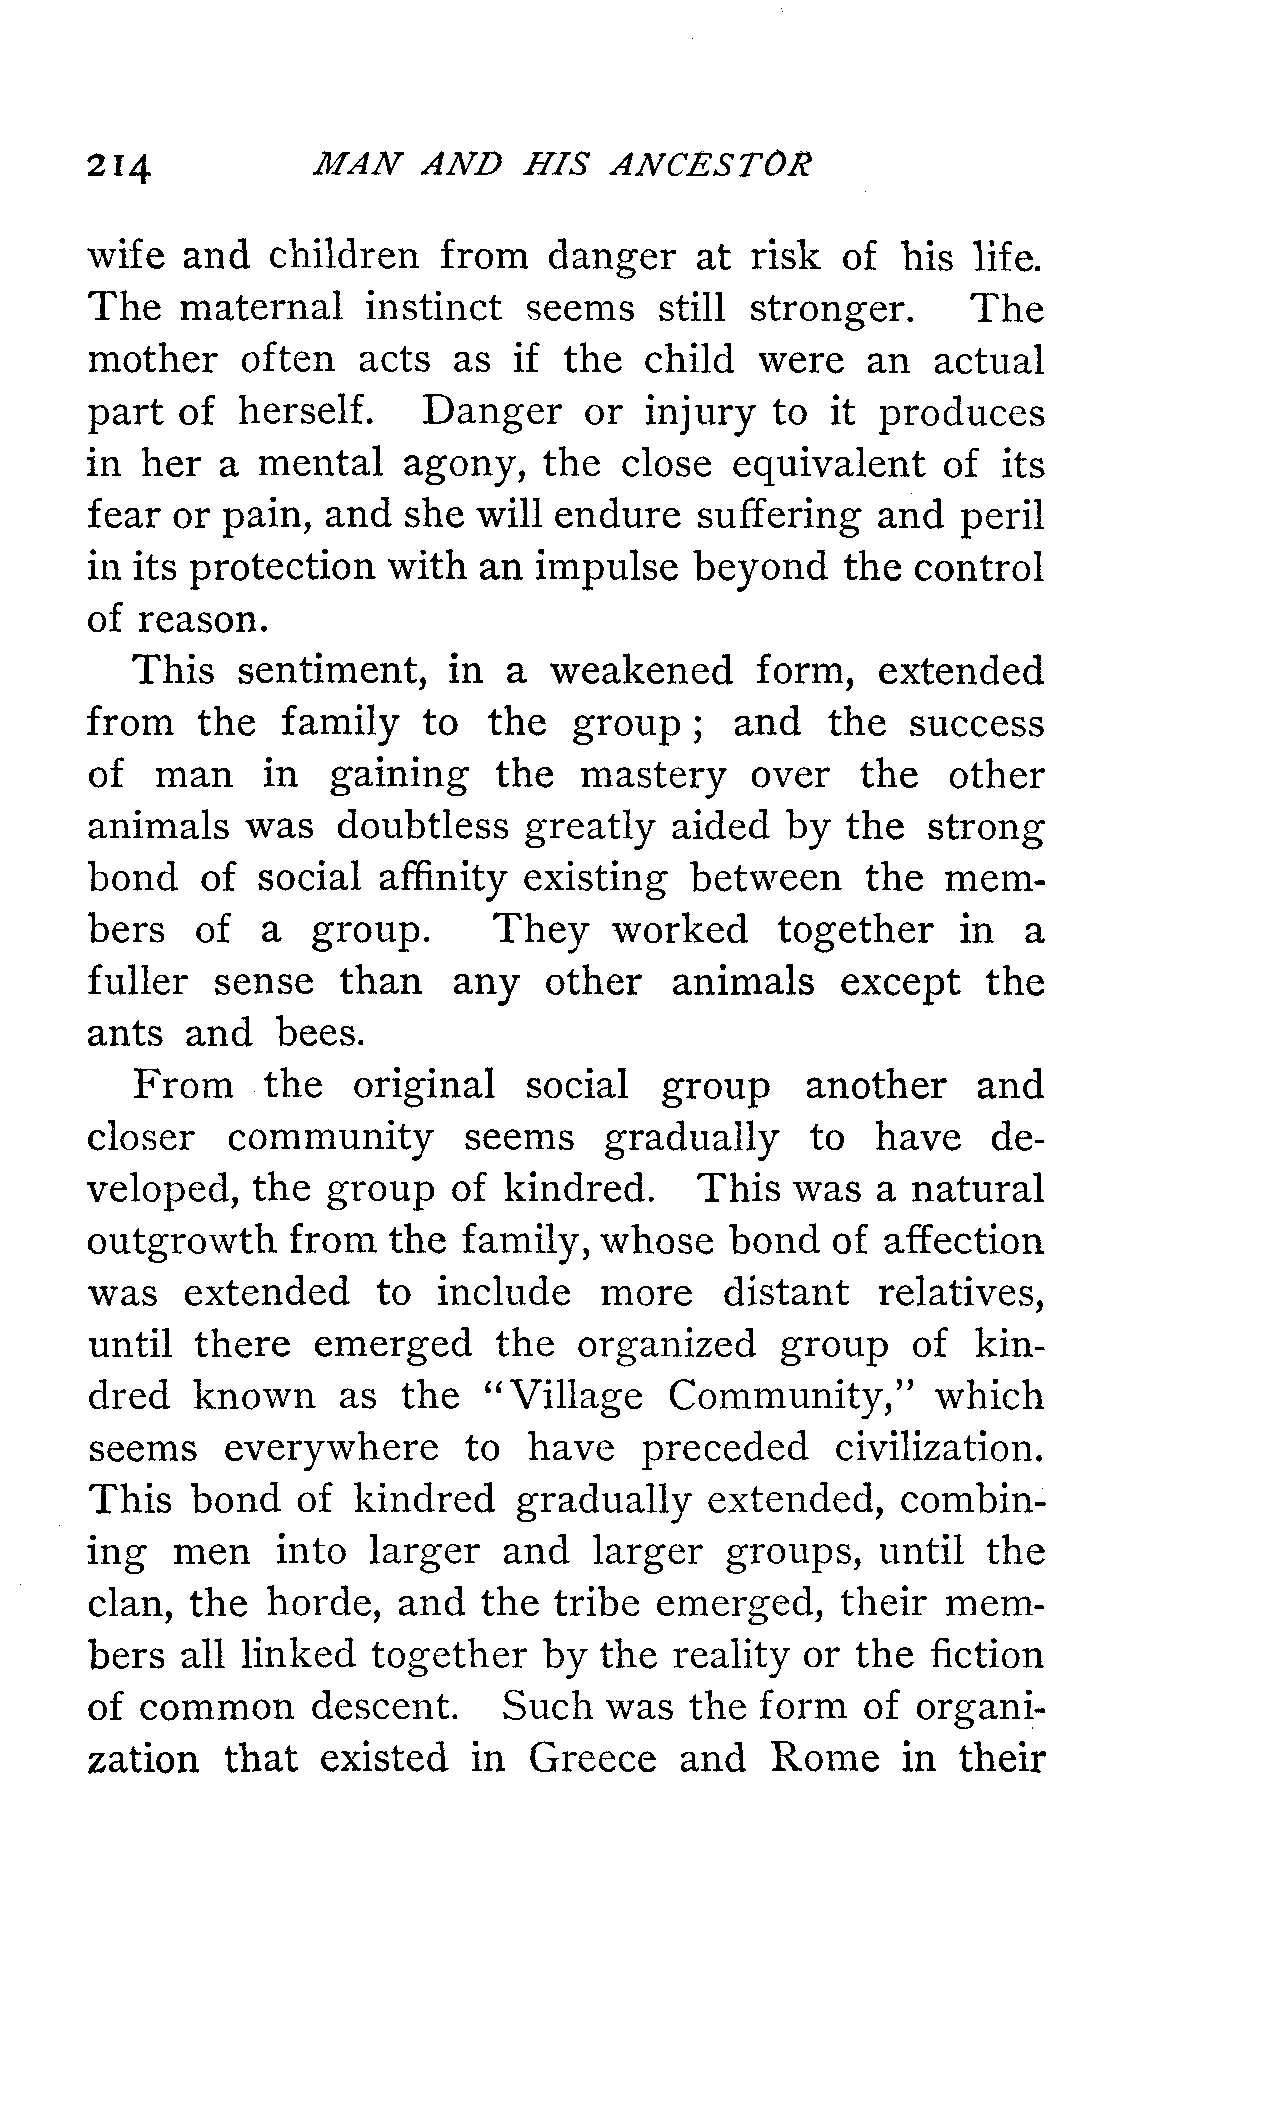 214 MAN AND HIS ANCESTOR
wife and children from danger at risk of his life.
The maternal instinct seems still stronger. The
mother often acts as if the child were an actual
part of herself. Danger or injury to it produces
in her a mental agony, the close equivalent of its
fear or pain, and she will endure suffering and peril
in its protection with an impulse beyond the control
of reason.
This sentiment, in a weakened form, extended
from the family to the group ; and the success
of man in gaining the mastery over the other
animals was doubtless greatly aided by the strong
bond of social affinity existing between the mem-
bers of a group. They worked together in a
fuller sense than any other animals except the
ants and bees.
From the original social group another and
closer community seems gradually to have de-
veloped, the group of kindred. This was a natural
outgrowth from the family, whose bond of affection
was extended to include more distant relatives,
until there emerged the organized group of kin-
dred known as the "Village Community," which
seems everywhere to have preceded civilization.
This bond of kindred gradually extended, combin-
ing men into larger and larger groups, until the
clan, the horde, and the tribe emerged, their mem-
bers all linked together by the reality or the fiction
of common descent. Such was the form of organi-
zation that existed in Greece and Rome in their